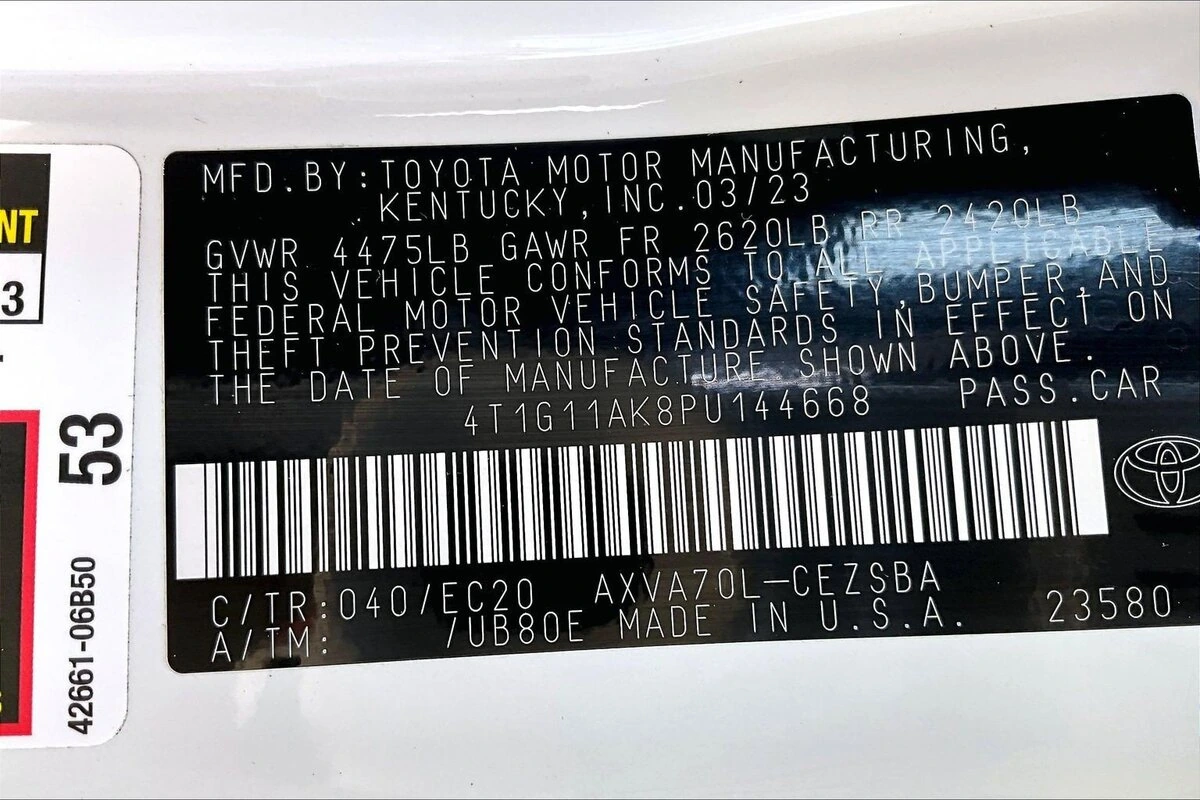 NT
3
53
42661-06B50
MFD.BY:TOYOTA MOTOR MANUFACTURING,
KENTUCKY,INC.03/23
GVWR 4475LB GAWR FR 2620LB RR 2420LB
THIS VEHICLE CONFORMS TO ALL APPLICABLE
FEDERAL MOTOR VEHICLE SAFETY,BUMPER,AND
THEFT PREVENTION STANDARDS IN EFFECT ON
THE DATE OF MANUFACTURE SHOWN ABOVE.
4T1G11AK8PU144668 PASS.CAR
C/TR:040/EC20 AXVA70L-CEZSBA
A/TM: /UB80E MADE IN U.S.A. 23580